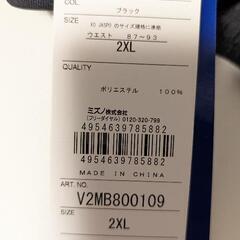 COL. ブラック
SIZE
XO JASPO のサイズ規格に準拠
ウエスト 87~93
2XL
QUALITY
ポリエステル 100%
ミズノ株式会社
(フリーダイヤル) 0120-320-799
4954639785882
4954639785882
MADE IN CHINA
ART. NO.
V2MB800109
SIZE
2XL